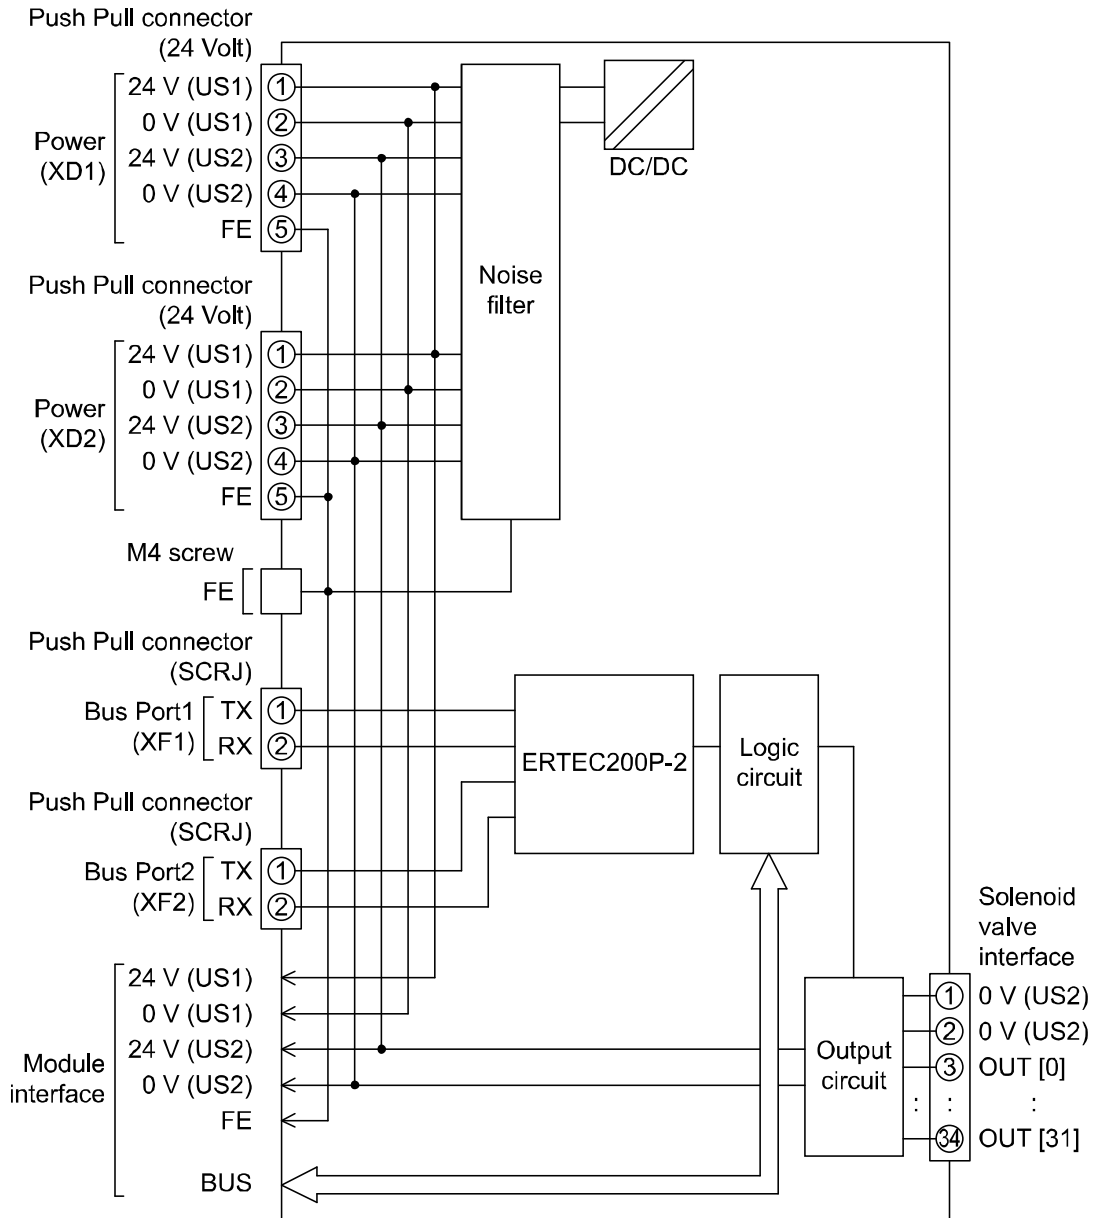 Push Pull connector
(24 Volt)
Power
(XD1)
24 V (US1) 1
0 V (US1) 2
24 V (US2) 3
0 V (US2) 4
FE 5
Noise
filter
DC/DC
Push Pull connector
(24 Volt)
Power
(XD2)
24 V (US1) 1
0 V (US1) 2
24 V (US2) 3
0 V (US2) 4
FE 5
M4 screw
FE
Push Pull connector
(SCRJ)
Bus Port1
(XF1)
TX 1
RX 2
ERTEC200P-2
Logic
circuit
Push Pull connector
(SCRJ)
Bus Port2
(XF2)
TX 1
RX 2
Module
interface
24 V (US1)
0 V (US1)
24 V (US2)
0 V (US2)
FE
BUS
Output
circuit
Solenoid
valve
interface
1 0 V (US2)
2 0 V (US2)
3 OUT [0]
: : :
34 OUT [31]